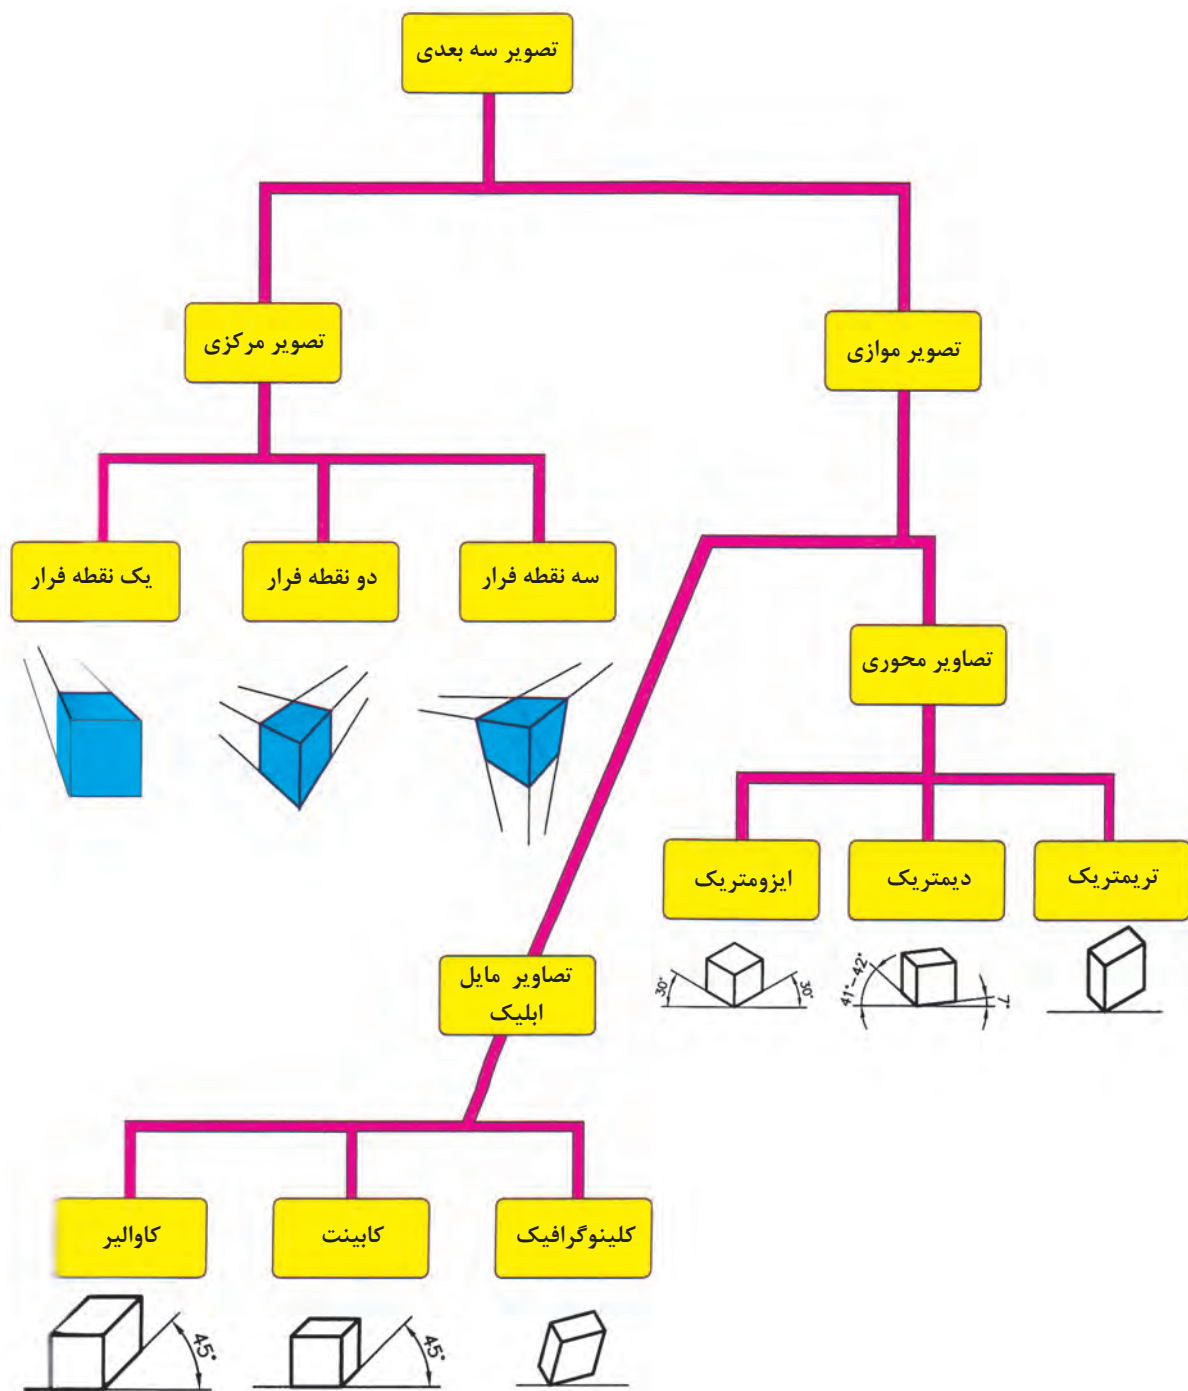 تصویر سه بعدی
تصویر موازی
تصویر مرکزی
سه نقطه فرار
دو نقطه فرار
یک نقطه فرار
تصاویر محوری
تریمتریک
دیمتریک
ایزومتریک
7°
41°-42°
30°
30°
تصاویر مایل
ابلیک
کلینوگرافیک
کابینت
کاوالیر
45°
45°